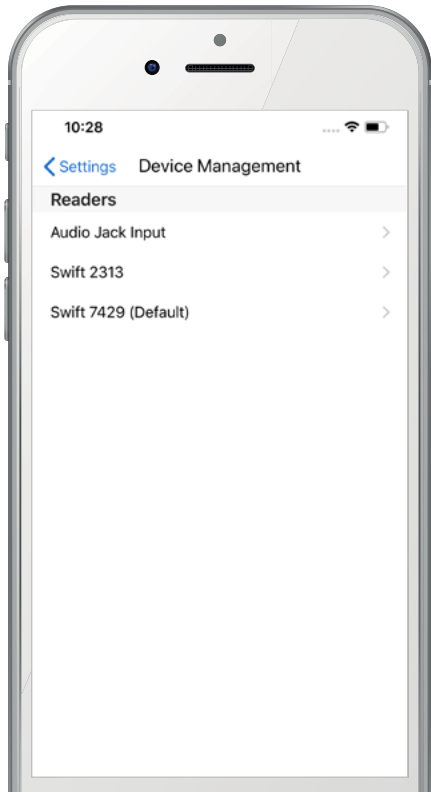 10:28
Settings Device Management
Readers
Audio Jack Input
Swift 2313
Swift 7429 (Default)